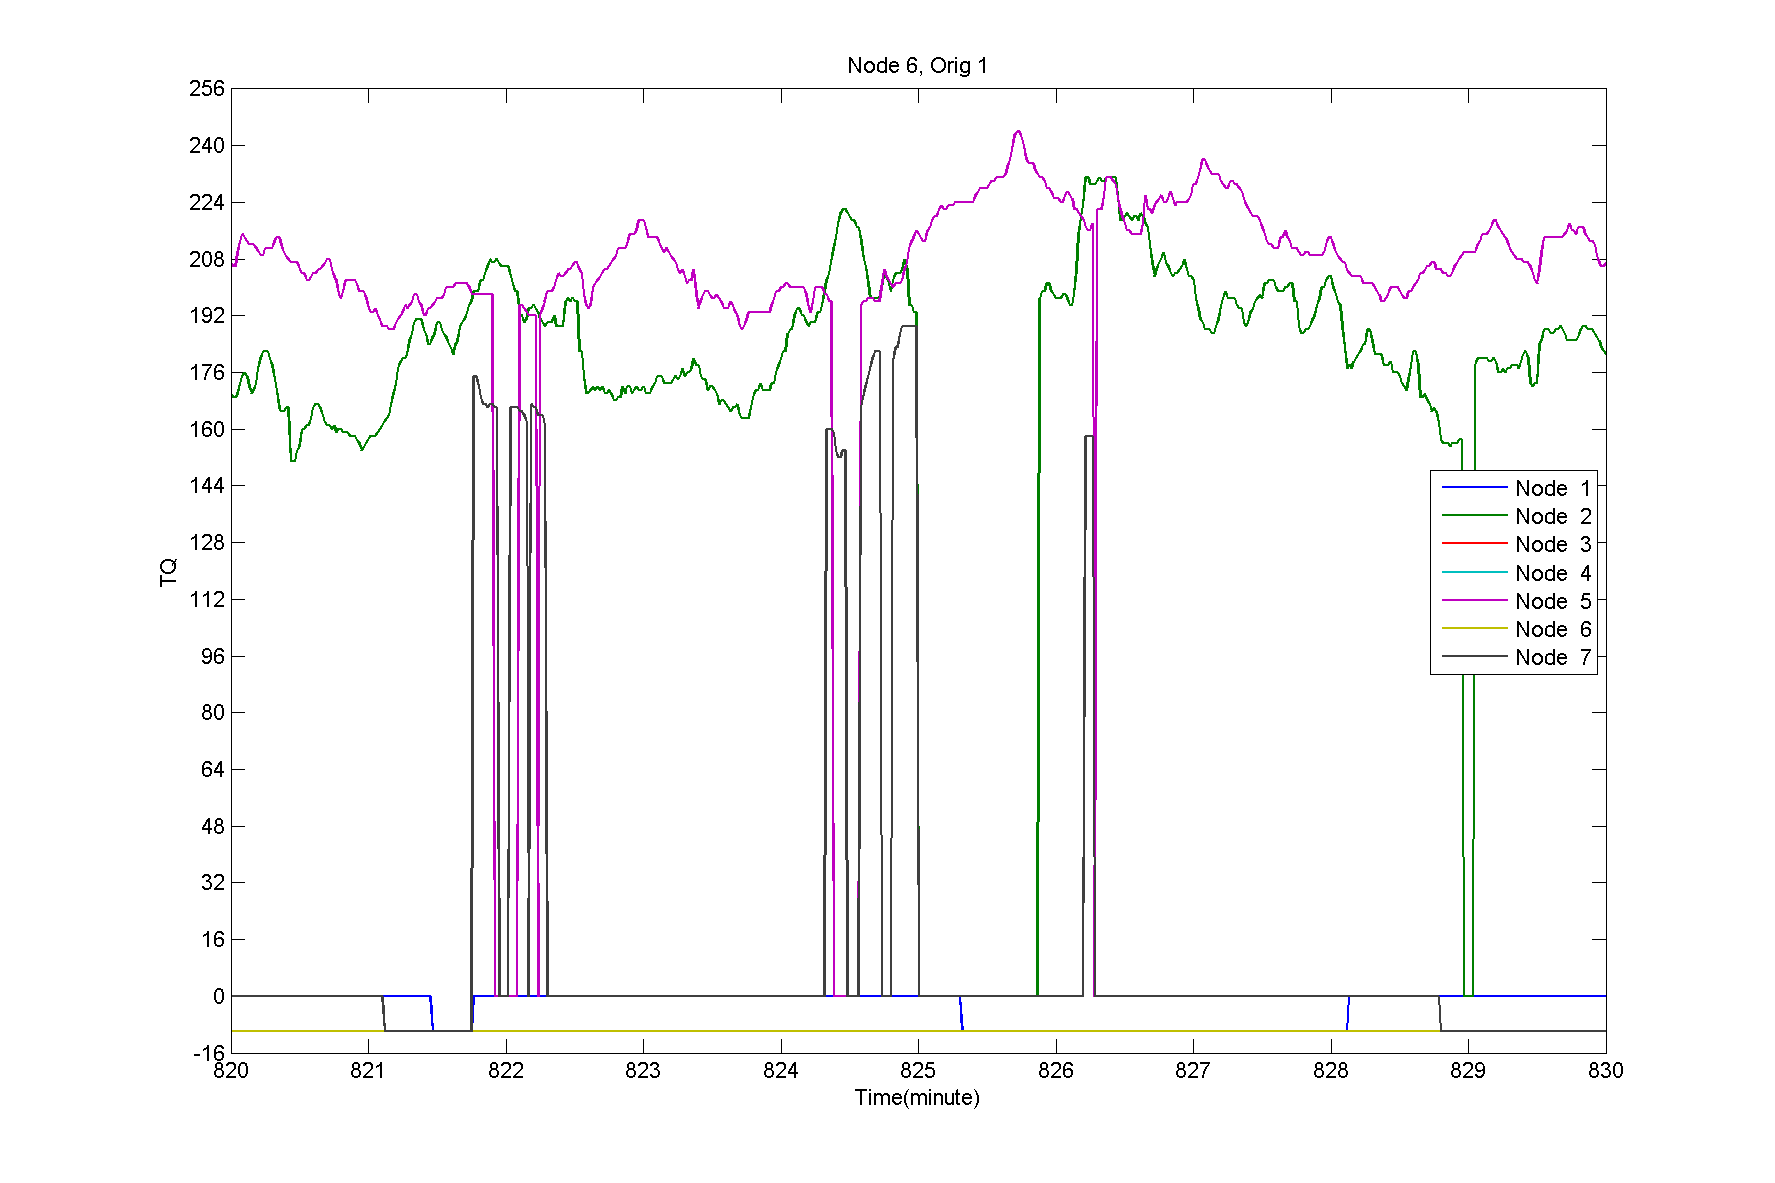 Node 6, Orig 1
256
240
224
208
192
176
160
144
128
112
96
80
64
48
32
16
0
-16
TQ
Node 1
Node 2
Node 3
Node 4
Node 5
Node 6
Node 7
820 821 822 823 824 825 826 827 828 829 830
Time(minute)